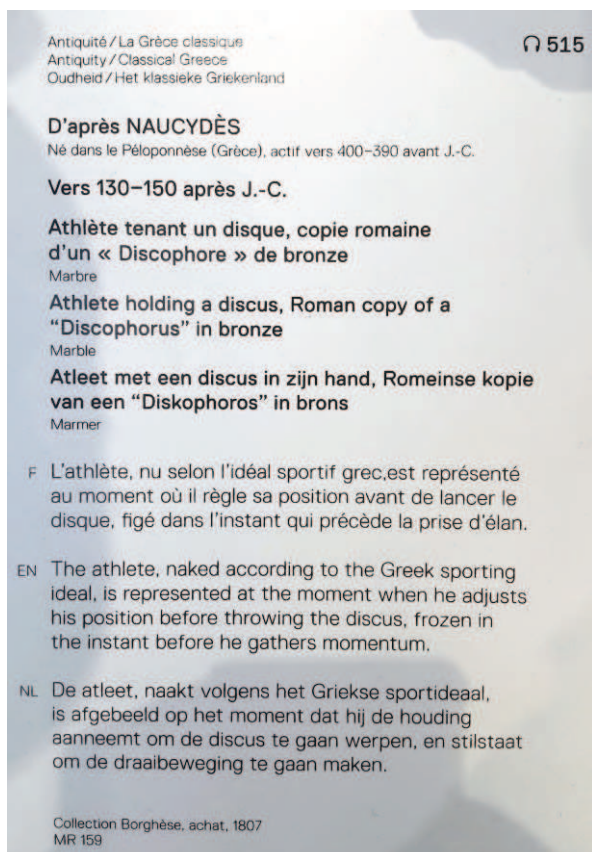 Antiquité / La Grèce classique
Antiquity / Classical Greece
Oudheid / Het klassieke Griekenland
515
D'après NAUCYDÈS
Né dans le Péloponnèse (Grèce), actif vers 400–390 avant J.-C.
Vers 130–150 après J.-C.
Athlète tenant un disque, copie romaine
d'un « Discophore » de bronze
Marbre
Athlete holding a discus, Roman copy of a
“Discophorus” in bronze
Marble
Atleet met een discus in zijn hand, Romeinse kopie
van een “Diskophoros” in brons
Marmer
F L'athlète, nu selon l'idéal sportif grec,est représenté
au moment où il règle sa position avant de lancer le
disque, figé dans l'instant qui précède la prise d'élan.
EN The athlete, naked according to the Greek sporting
ideal, is represented at the moment when he adjusts
his position before throwing the discus, frozen in
the instant before he gathers momentum.
NL De atleet, naakt volgens het Griekse sportideaal,
is afgebeeld op het moment dat hij de houding
aanneemt om de discus te gaan werpen, en stilstaat
om de draaibeweging te gaan maken.
Collection Borghèse, achat, 1807
MR 159